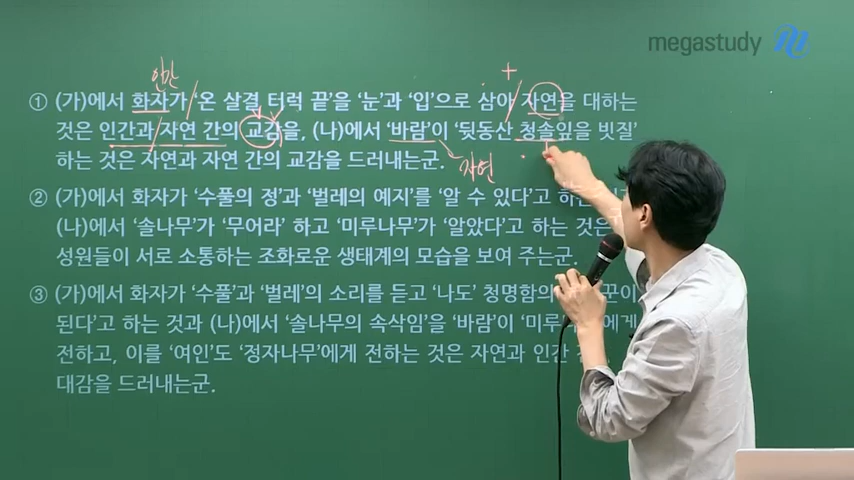 megastudy
인간
+
① (가)에서 화자가 '온 살결 터럭 끝'을 '눈'과 '입'으로 삼아 자연을 대하는
것은 인간과 자연 간의 교감을, (나)에서 '바람'이 '뒷동산 청솔잎을 빗질'
하는 것은 자연과 자연 간의 교감을 드러내는군.
자연
② (가)에서 화자가 '수풀의 정'과 '벌레의 예지'를 '알 수 있다'고 하는
(나)에서 '솔나무'가 '무어라' 하고 '미루나무'가 '알았다'고 하는 것은
성원들이 서로 소통하는 조화로운 생태계의 모습을 보여 주는군.
③ (가)에서 화자가 '수풀'과 '벌레'의 소리를 듣고 '나도' 청명함의
된다'고 하는 것과 (나)에서 '솔나무의 속삭임'을 '바람'이 '미루 에게
전하고, 이를 '여인'도 '정자나무'에게 전하는 것은 자연과 인간
대감을 드러내는군.